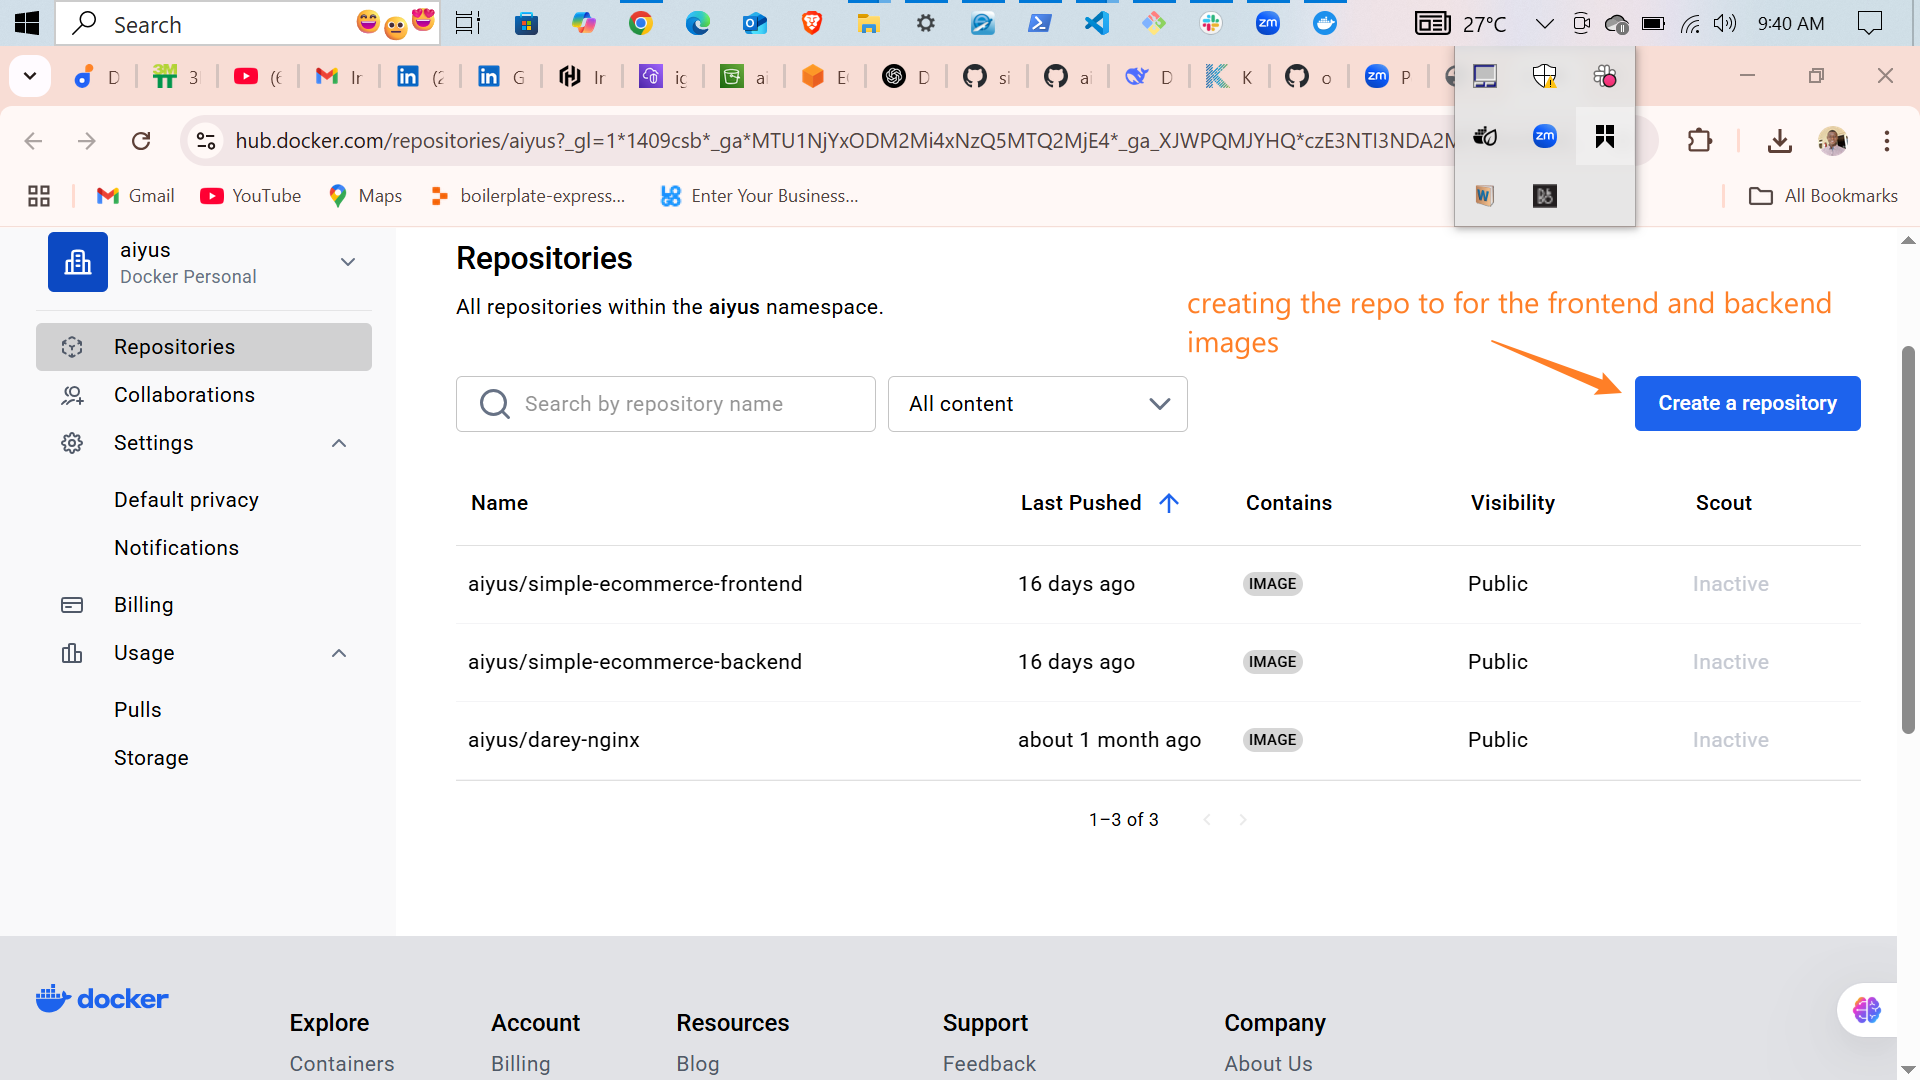 Search
27°C
9:40 AM
D
3
(6
Ir
(2
G
Ir
ig
ai
E
D
si
ai
D
K
o
zm
P
hub.docker.com/repositories/aiyus?_gl=1*1409csb*_ga*MTU1NjYxODM2Mi4xNzQ5MTQ2MjE4*_ga_XJWPQMJYHQ*czE3NTI3NDA2M
Gmail
YouTube
Maps
boilerplate-express...
Enter Your Business...
All Bookmarks
aiyus
Docker Personal
Repositories
Collaborations
Settings
Default privacy
Notifications
Billing
Usage
Pulls
Storage
Repositories
All repositories within the aiyus namespace.
creating the repo to for the frontend and backend
images
Search by repository name
All content
Create a repository
Name Last Pushed Contains Visibility Scout
aiyus/simple-ecommerce-frontend 16 days ago IMAGE Public Inactive
aiyus/simple-ecommerce-backend 16 days ago IMAGE Public Inactive
aiyus/darey-nginx about 1 month ago IMAGE Public Inactive
1–3 of 3
docker
Explore Account Resources Support Company
Containers Billing Blog Feedback About Us